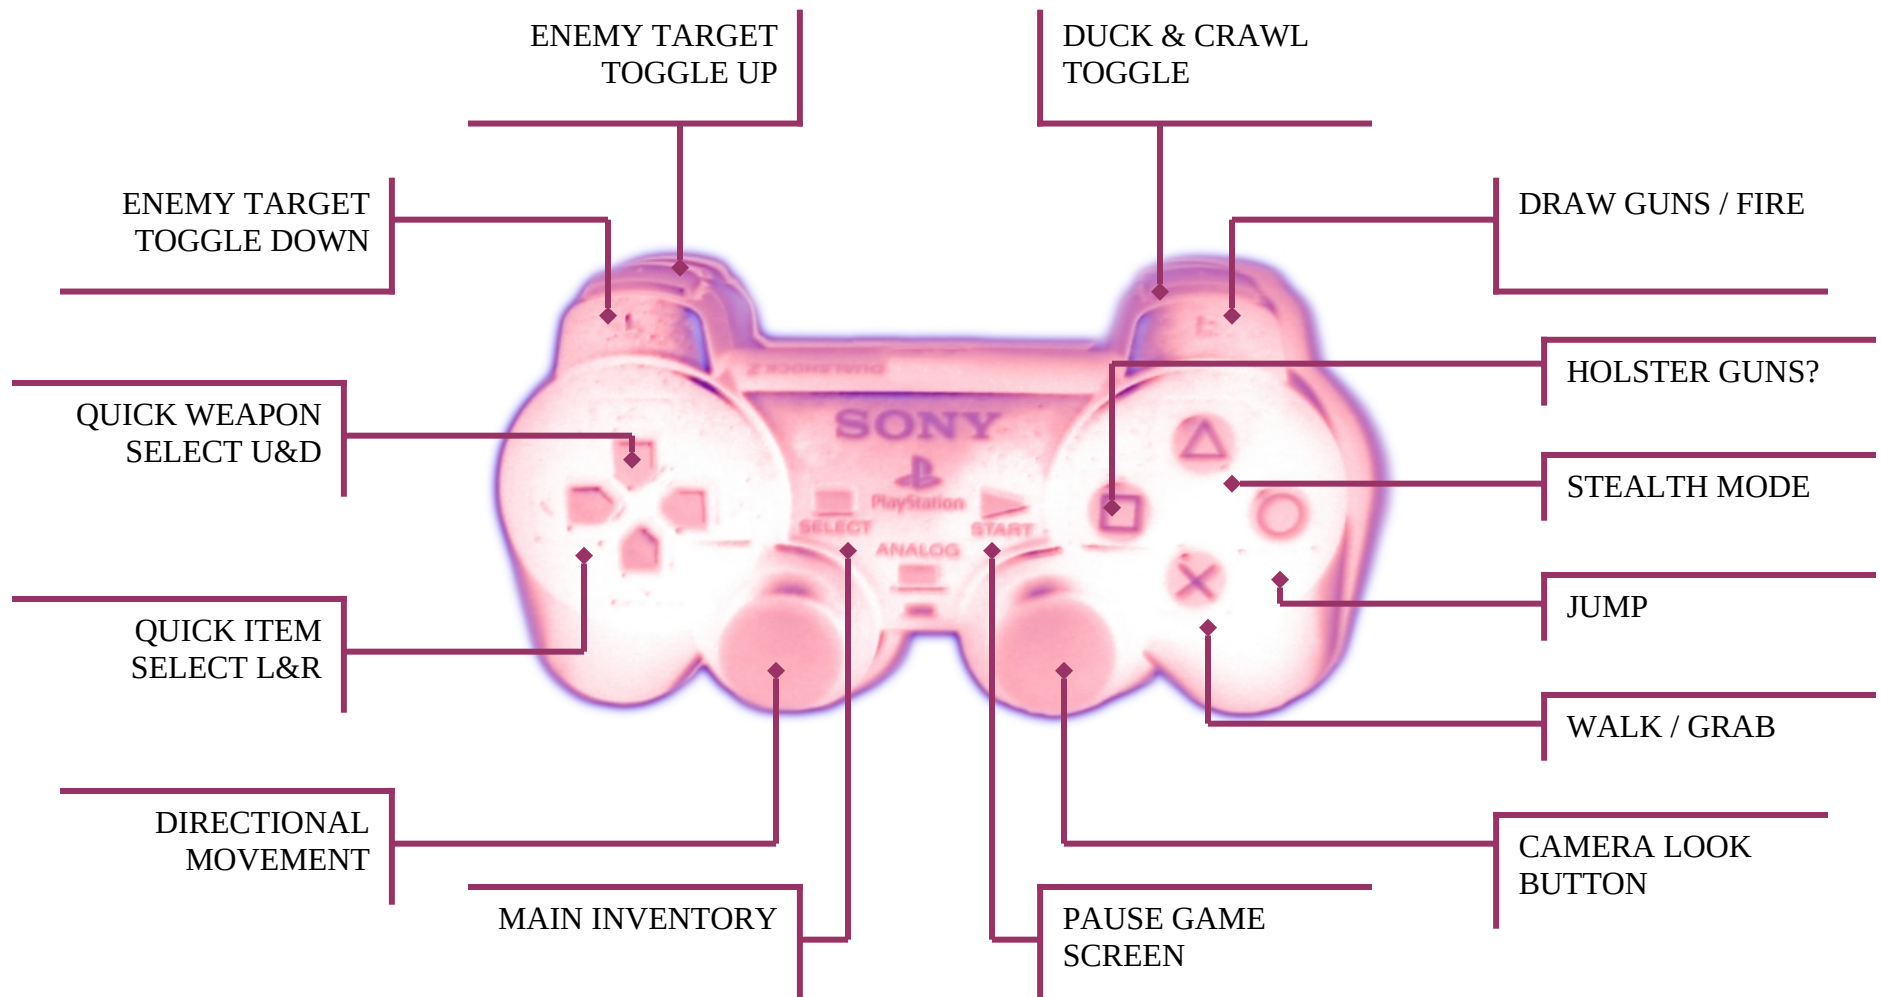 ENEMY TARGET
TOGGLE UP
DUCK & CRAWL
TOGGLE
ENEMY TARGET
TOGGLE DOWN
DRAW GUNS / FIRE
HOLSTER GUNS?
QUICK WEAPON
SELECT U&D
SONY
PlayStation
SELECT
START
ANALOG
STEALTH MODE
QUICK ITEM
SELECT L&R
JUMP
WALK / GRAB
DIRECTIONAL
MOVEMENT
CAMERA LOOK
BUTTON
MAIN INVENTORY
PAUSE GAME
SCREEN